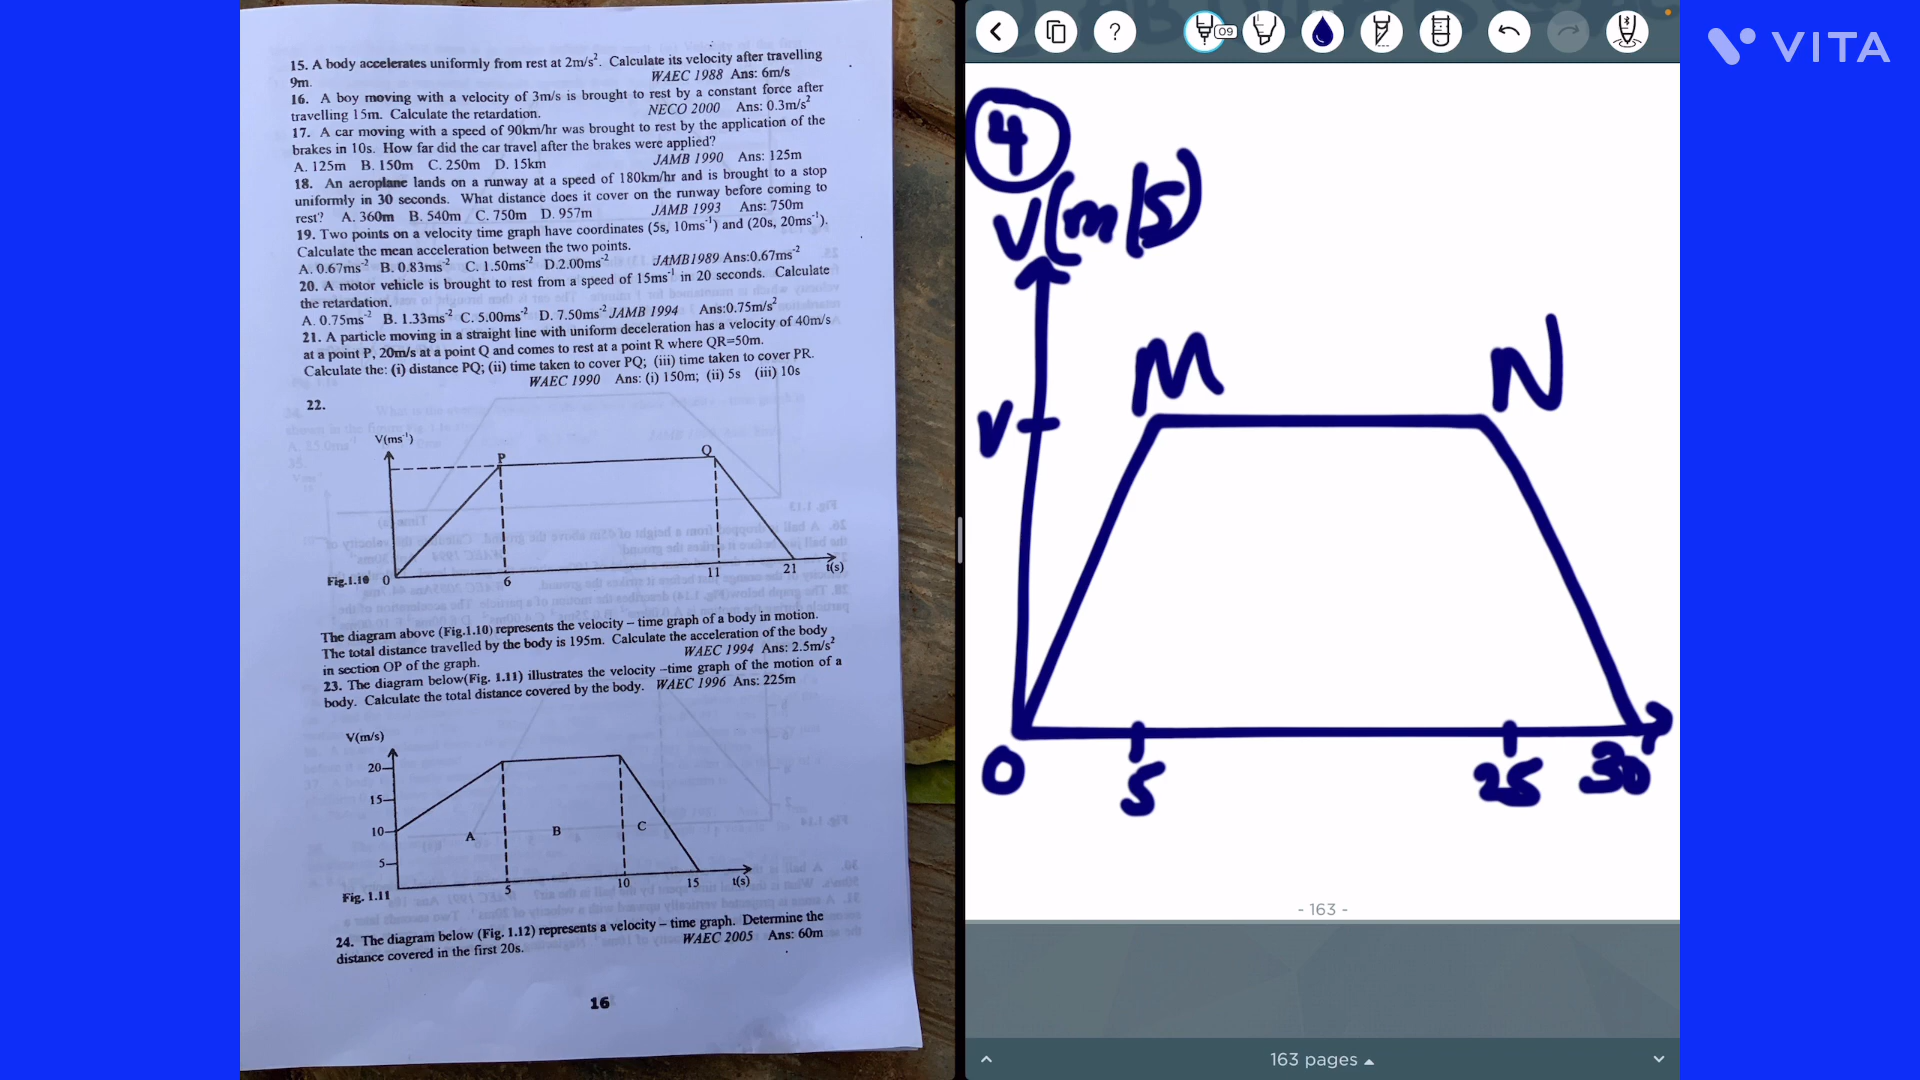 15. A body accelerates uniformly from rest at 2m/s². Calculate its velocity after travelling
9m. WAEC 1988 Ans: 6m/s
16. A boy moving with a velocity of 3m/s is brought to rest by a constant force after
travelling 15m. Calculate the retardation. NECO 2000 Ans: 0.3m/s²
17. A car moving with a speed of 90km/hr was brought to rest by the application of the
brakes in 10s. How far did the car travel after the brakes were applied?
A. 125m B. 150m C. 250m D. 15km JAMB 1990 Ans: 125m
18. An aeroplane lands on a runway at a speed of 180km/hr and is brought to a stop
uniformly in 30 seconds. What distance does it cover on the runway before coming to
rest? A. 360m B. 540m C. 750m D. 957m JAMB 1993 Ans: 750m
19. Two points on a velocity time graph have coordinates (5s, 10ms⁻¹) and (20s, 20ms⁻¹).
Calculate the mean acceleration between the two points.
A. 0.67ms⁻² B. 0.83ms⁻² C. 1.50ms⁻² D.2.00ms⁻² JAMB1989 Ans:0.67ms⁻²
20. A motor vehicle is brought to rest from a speed of 15ms⁻¹ in 20 seconds. Calculate
the retardation.
A. 0.75ms⁻² B. 1.33ms⁻² C. 5.00ms⁻² D. 7.50ms⁻² JAMB 1994 Ans:0.75m/s²
21. A particle moving in a straight line with uniform deceleration has a velocity of 40m/s
at a point P, 20m/s at a point Q and comes to rest at a point R where QR=50m.
Calculate the: (i) distance PQ; (ii) time taken to cover PQ; (iii) time taken to cover PR.
WAEC 1990 Ans: (i) 150m; (ii) 5s (iii) 10s
22.
V(ms⁻¹)
P Q
Fig.1.10 0 6 11 21 t(s)
The diagram above (Fig.1.10) represents the velocity – time graph of a body in motion.
The total distance travelled by the body is 195m. Calculate the acceleration of the body
in section OP of the graph. WAEC 1994 Ans: 2.5m/s²
23. The diagram below(Fig. 1.11) illustrates the velocity –time graph of the motion of a
body. Calculate the total distance covered by the body. WAEC 1996 Ans: 225m
V(m/s)
20
15
10
5
A B C
5 10 15 t(s)
Fig. 1.11
24. The diagram below (Fig. 1.12) represents a velocity – time graph. Determine the
distance covered in the first 20s. WAEC 2005 Ans: 60m
16
? 09
4
V(m/s)
M N
V
0 5 25 30
- 163 -
163 pages
VITA